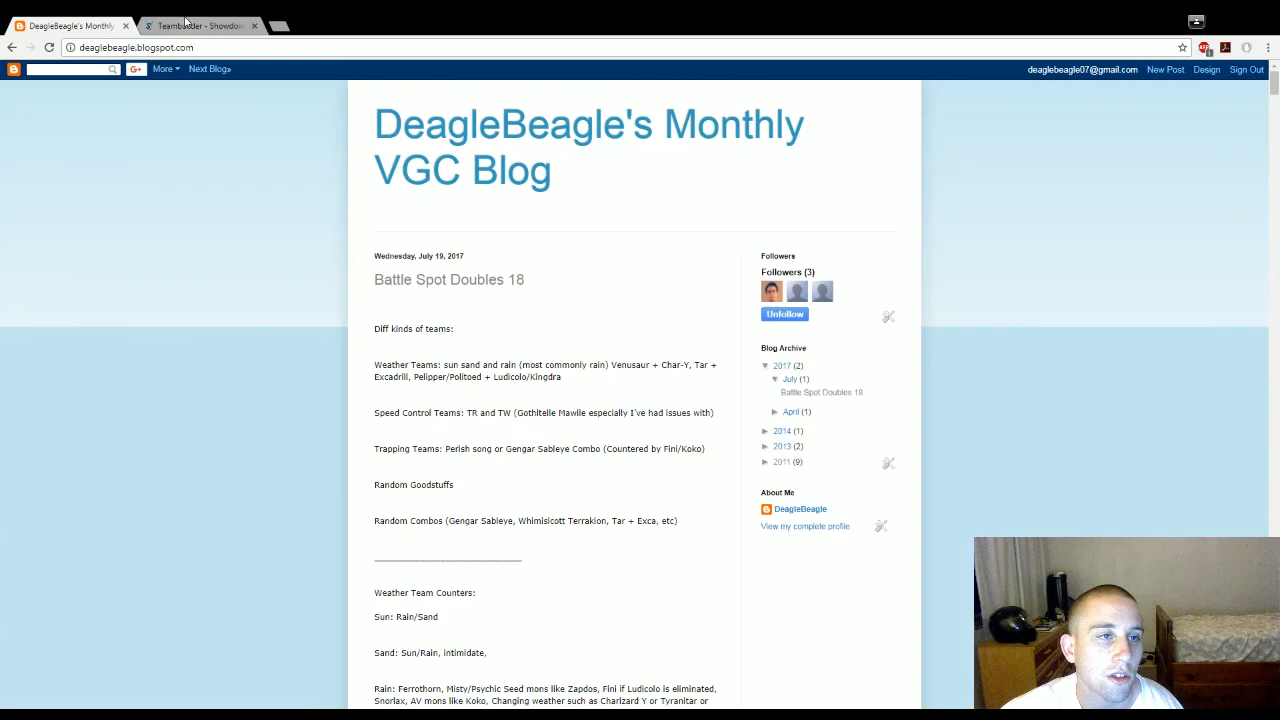 DeagleBeagle's Monthly
Teambuilder - Showdow
deaglebeagle.blogspot.com
G+ More Next Blog» deaglebeagle07@gmail.com New Post Design Sign Out
DeagleBeagle's Monthly
VGC Blog
Wednesday, July 19, 2017
Battle Spot Doubles 18
Diff kinds of teams:
Weather Teams: sun sand and rain (most commonly rain) Venusaur + Char-Y, Tar +
Excadrill, Pelipper/Politoed + Ludicolo/Kingdra
Speed Control Teams: TR and TW (Gothitelle Mawile especially I've had issues with)
Trapping Teams: Perish song or Gengar Sableye Combo (Countered by Fini/Koko)
Random Goodstuffs
Random Combos (Gengar Sableye, Whimisicott Terrakion, Tar + Exca, etc)
Weather Team Counters:
Sun: Rain/Sand
Sand: Sun/Rain, intimidate,
Rain: Ferrothorn, Misty/Psychic Seed mons like Zapdos, Fini if Ludicolo is eliminated,
Snorlax, AV mons like Koko, Changing weather such as Charizard Y or Tyranitar or
Followers
Followers (3)
Unfollow
Blog Archive
▼ 2017 (2)
▼ July (1)
Battle Spot Doubles 18
► April (1)
► 2014 (1)
► 2013 (2)
► 2011 (9)
About Me
DeagleBeagle
View my complete profile